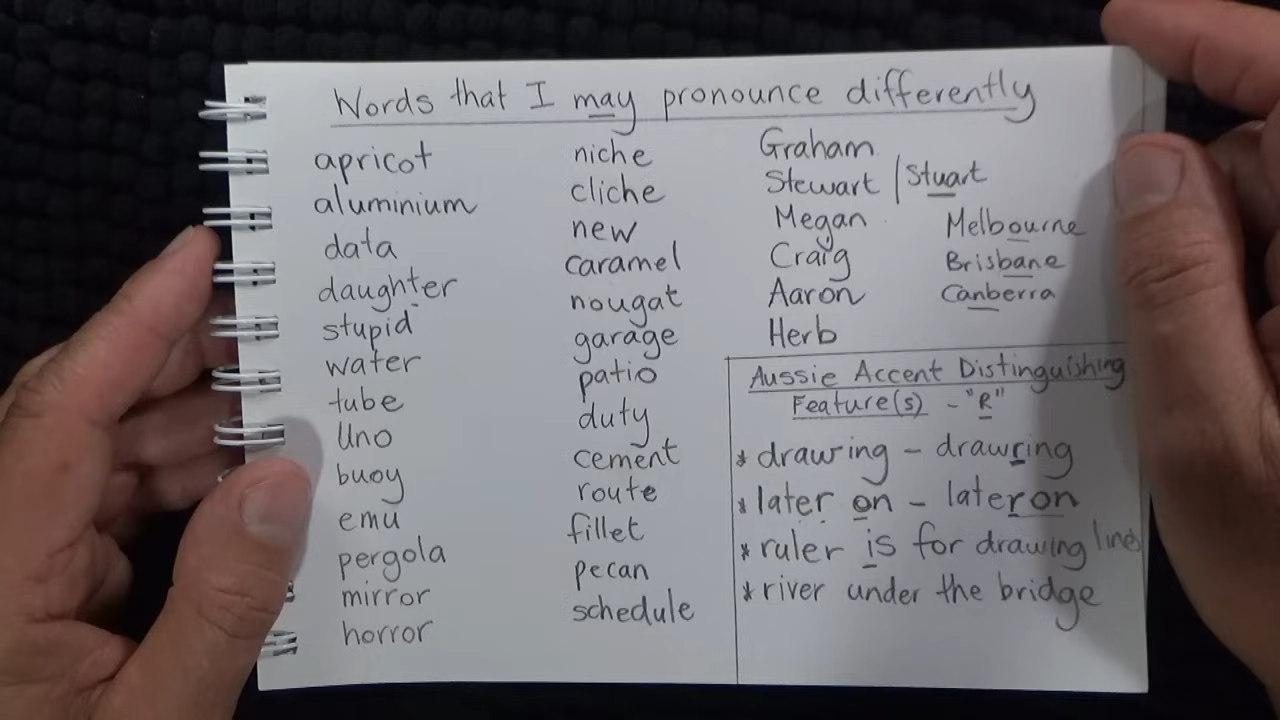 Words that I may pronounce differently
apricot
aluminium
data
daughter
stupid
water
tube
Uno
buoy
emu
pergola
mirror
horror
niche
cliche
new
caramel
nougat
garage
patio
duty
cement
route
fillet
pecan
schedule
Graham
Stewart / Stuart
Megan
Craig
Aaron
Herb
Melbourne
Brisbane
Canberra
Aussie Accent Distinguishing
Feature(s) - "R"
* drawing - drawring
* later on - lateron
* ruler is for drawing lines
* river under the bridge